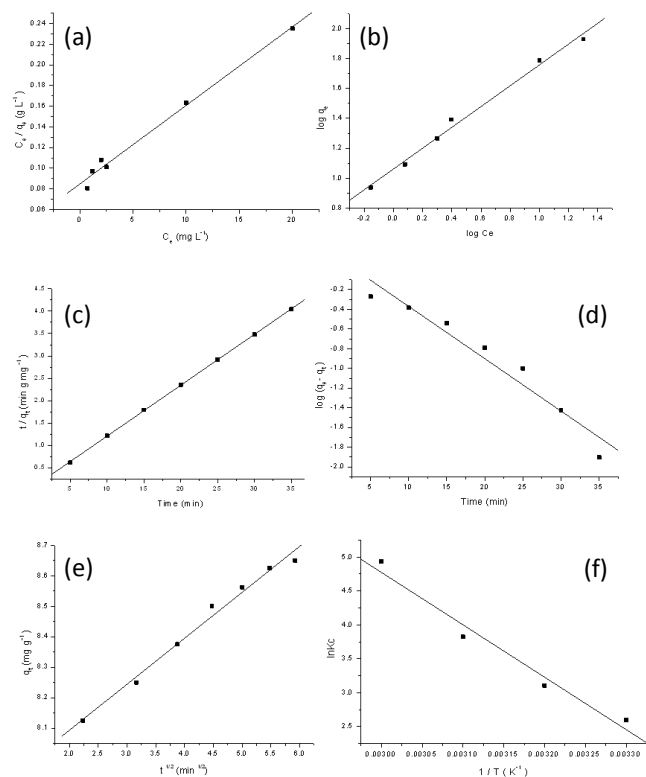 (a)
0.24
0.22
0.20
0.18
0.16
0.14
0.12
0.10
0.08
0.06
C e / q e (g L -1 )
0 5 10 15 20
C e (mg L -1 )
(b)
2.0
1.8
1.6
1.4
1.2
1.0
0.8
log q e
-0.2 0.0 0.2 0.4 0.6 0.8 1.0 1.2 1.4
log Ce
(c)
4.5
4.0
3.5
3.0
2.5
2.0
1.5
1.0
0.5
t / q t (min g mg -1 )
5 10 15 20 25 30 35
Time (min)
(d)
-0.2
-0.4
-0.6
-0.8
-1.0
-1.2
-1.4
-1.6
-1.8
-2.0
log (q e - q t )
5 10 15 20 25 30 35
Time (min)
(e)
8.7
8.6
8.5
8.4
8.3
8.2
8.1
q t (mg g -1 )
2.0 2.5 3.0 3.5 4.0 4.5 5.0 5.5 6.0
t 1/2 (min 1/2 )
(f)
5.0
4.5
4.0
3.5
3.0
2.5
lnKc
0.00300 0.00305 0.00310 0.00315 0.00320 0.00325 0.00330
1 / T ( K -1 )